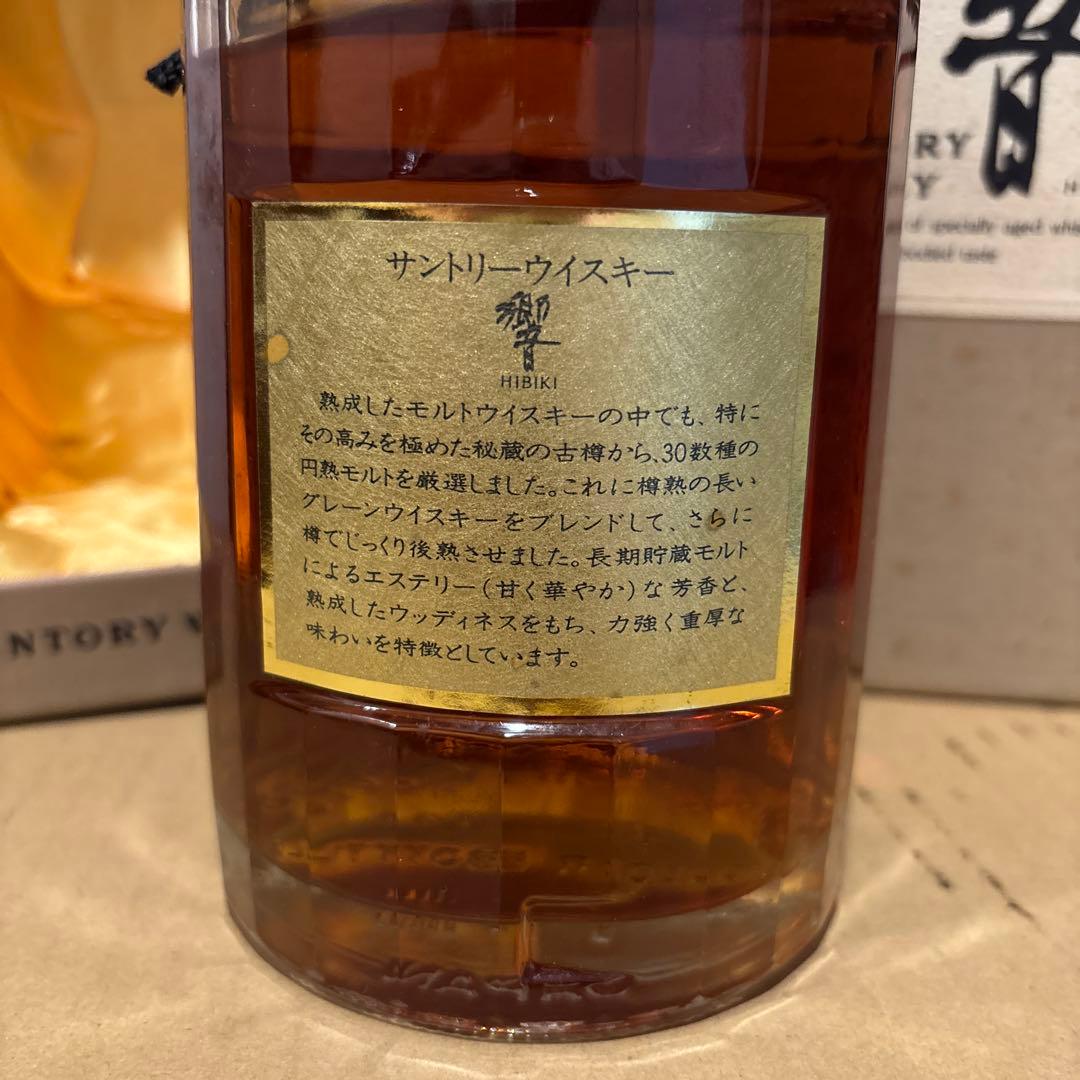 サントリーウイスキー
響
HIBIKI
熟成したモルトウイスキーの中でも、特に
その高みを極めた秘蔵の古樽から、30数種の
円熟モルトを厳選しました。これに樽熟の長い
グレーンウイスキーをブレンドして、さらに
樽でじっくり後熟させました。長期貯蔵モルト
によるエステリー(甘く華やか)な芳香と、
熟成したウッディネスをもち、力強く重厚な
味わいを特徴としています。
NTORY W
RY
Y
H
of specially aged whis
taste